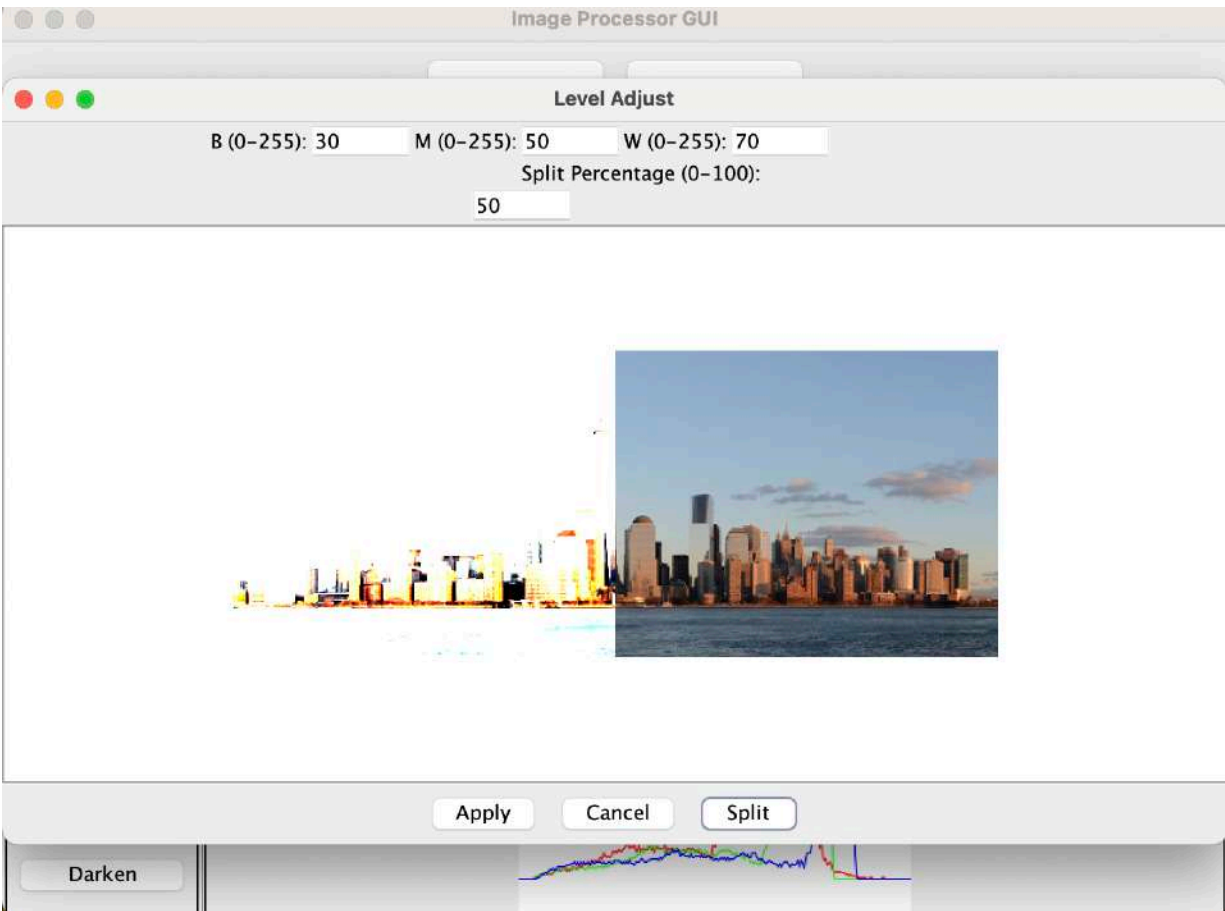 Image Processor GUI
Level Adjust
B (0-255): 30 M (0-255): 50 W (0-255): 70
Split Percentage (0-100):
50
Apply Cancel Split
Darken